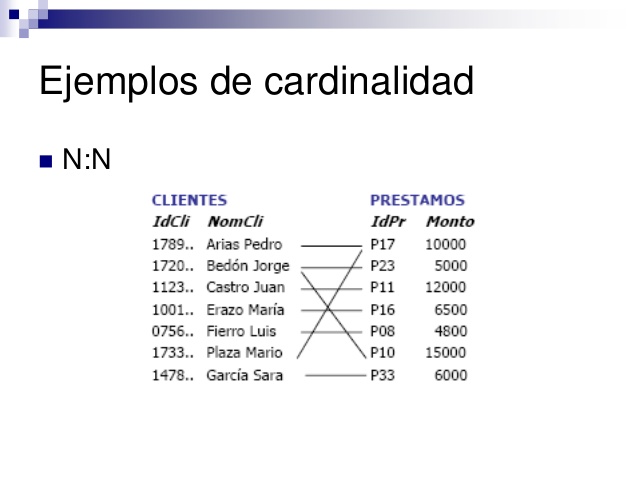 Ejemplos de cardinalidad
N:N
CLIENTES PRESTAMOS
IdCli NomCli IdPr Monto
1789.. Arias Pedro P17 10000
1720.. Bedón Jorge P23 5000
1123.. Castro Juan P11 12000
1001.. Erazo María P16 6500
0756.. Fierro Luis P08 4800
1733.. Plaza Mario P10 15000
1478.. García Sara P33 6000